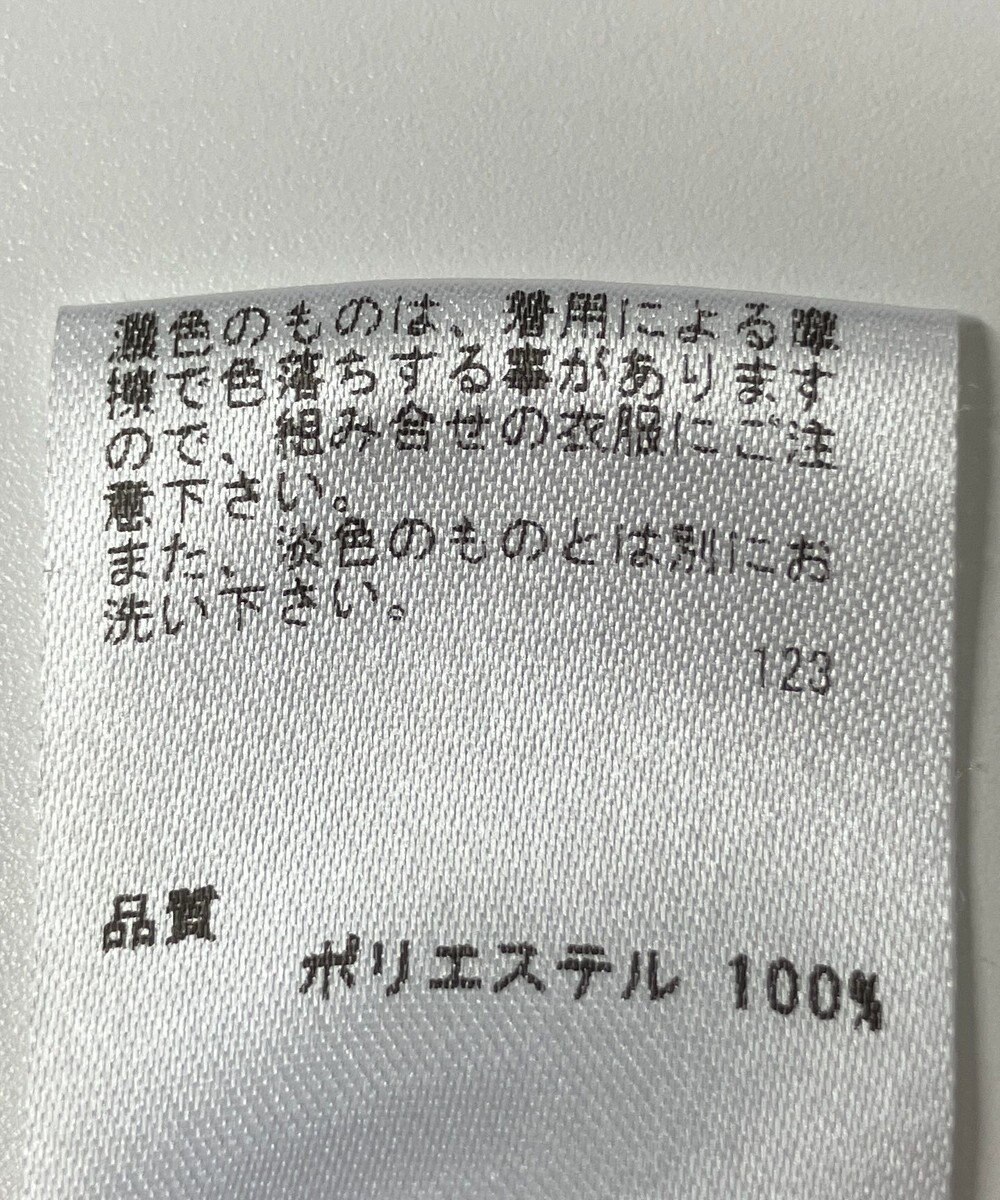 濃色のものは、着用による摩
擦で色落ちする事があります
ので、組み合せの衣服にご注
意下さい。
また、淡色のものとは別にお
洗い下さい。
123
品質
ポリエステル 100%